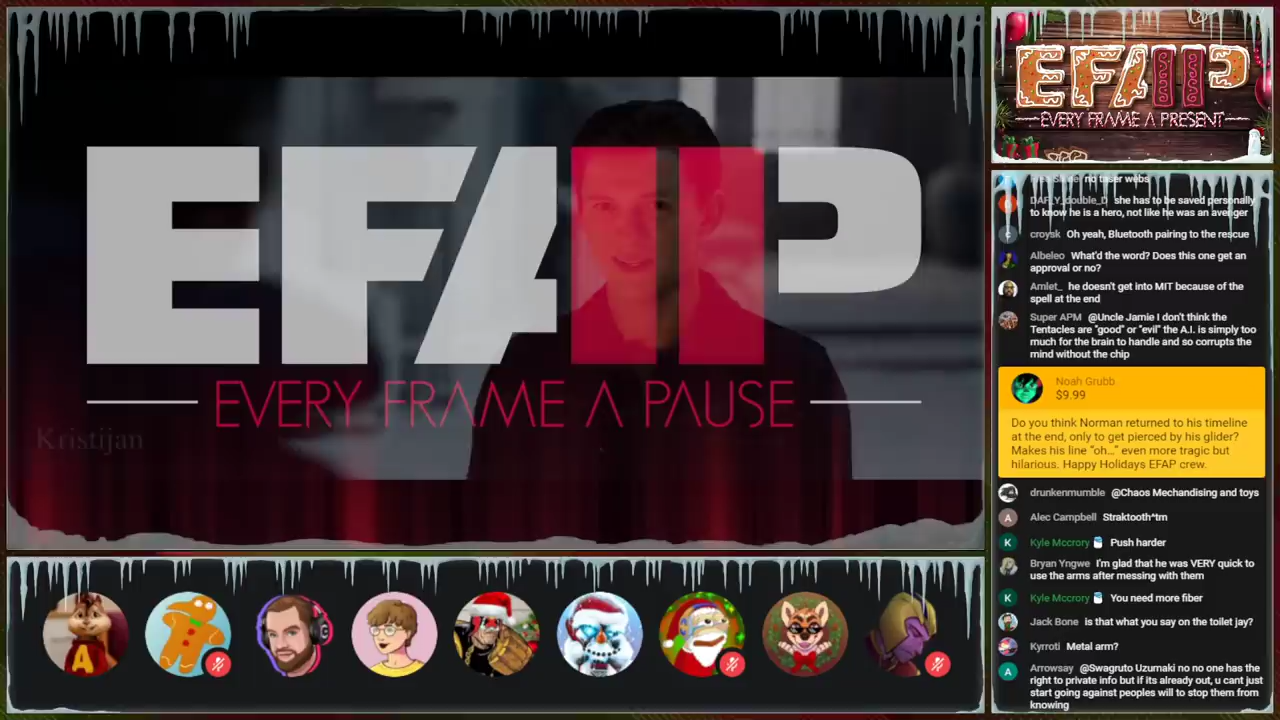 EFAP
EVERY FRAME A PAUSE
Kristijan
EFAP
EVERY FRAME A PRESENT
no taser webs
DAFLY_double_D she has to be saved personally
to know he is a hero, not like he was an avenger
croysk Oh yeah, Bluetooth pairing to the rescue
Albeleo What'd the word? Does this one get an
approval or no?
Amlet_ he doesn't get into MIT because of the
spell at the end
Super APM @Uncle Jamie I don't think the
Tentacles are "good" or "evil" the A.I. is simply too
much for the brain to handle and so corrupts the
mind without the chip
Noah Grubb
$9.99
Do you think Norman returned to his timeline
at the end, only to get pierced by his glider?
Makes his line "oh..." even more tragic but
hilarious. Happy Holidays EFAP crew.
drunkenmumble @Chaos Mechandising and toys
A Alec Campbell Straktooth^tm
K Kyle Mccrory Push harder
Bryan Yngwe I'm glad that he was VERY quick to
use the arms after messing with them
K Kyle Mccrory You need more fiber
Jack Bone is that what you say on the toilet jay?
Kyrroti Metal arm?
A Arrowsay @Swagruto Uzumaki no no one has the
right to private info but if its already out, u cant just
start going against peoples will to stop them from
knowing
A